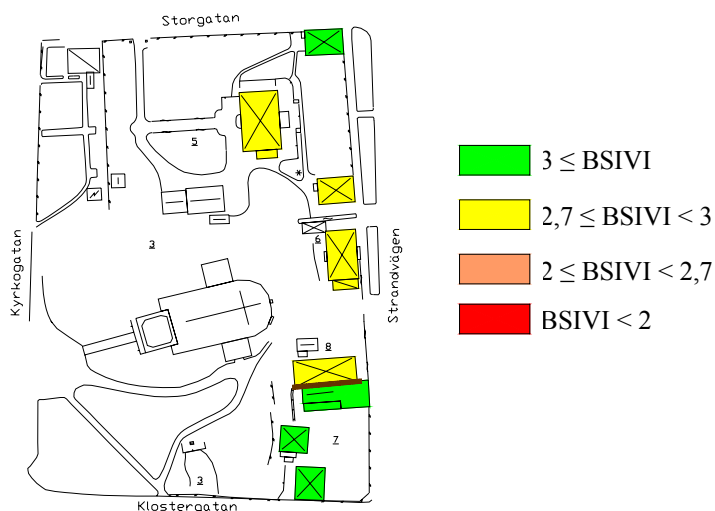 Storgatan
5
*
3
6
Kyrkogatan
Strandvägen
8
7
3
Klostergatan
3 ≤ BSIVI
2,7 ≤ BSIVI < 3
2 ≤ BSIVI < 2,7
BSIVI < 2